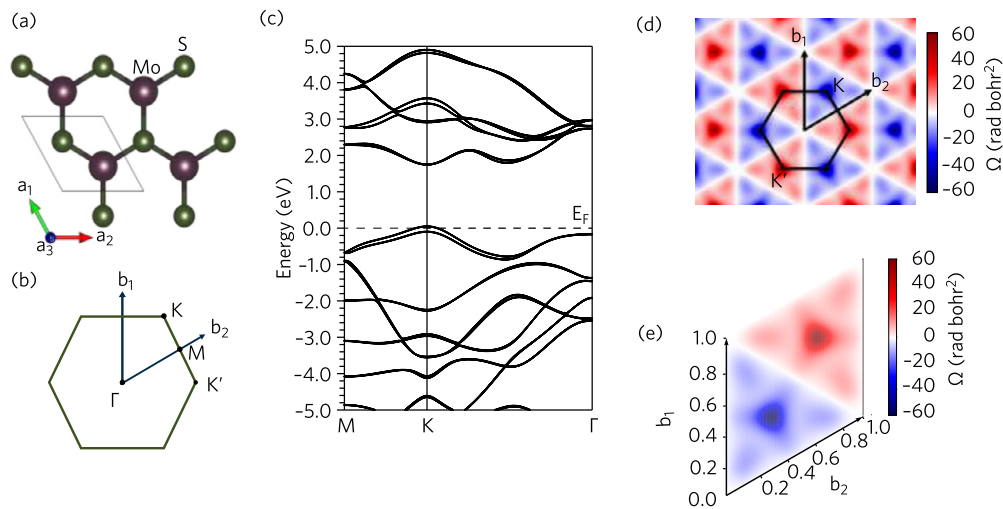 (a)
S
Mo
a1
a2
a3
(b)
b1
K
b2
M
K′
Γ
(c)
5.0
4.0
3.0
2.0
1.0
0.0
-1.0
-2.0
-3.0
-4.0
-5.0
Energy (eV)
EF
M
K
Γ
(d)
b1
K
b2
K′
60
40
20
0
-20
-40
-60
Ω (rad bohr²)
(e)
1.0
0.8
0.6
0.4
0.2
0.0
b1
0.2
0.4
0.6
0.8
1.0
b2
60
40
20
0
-20
-40
-60
Ω (rad bohr²)